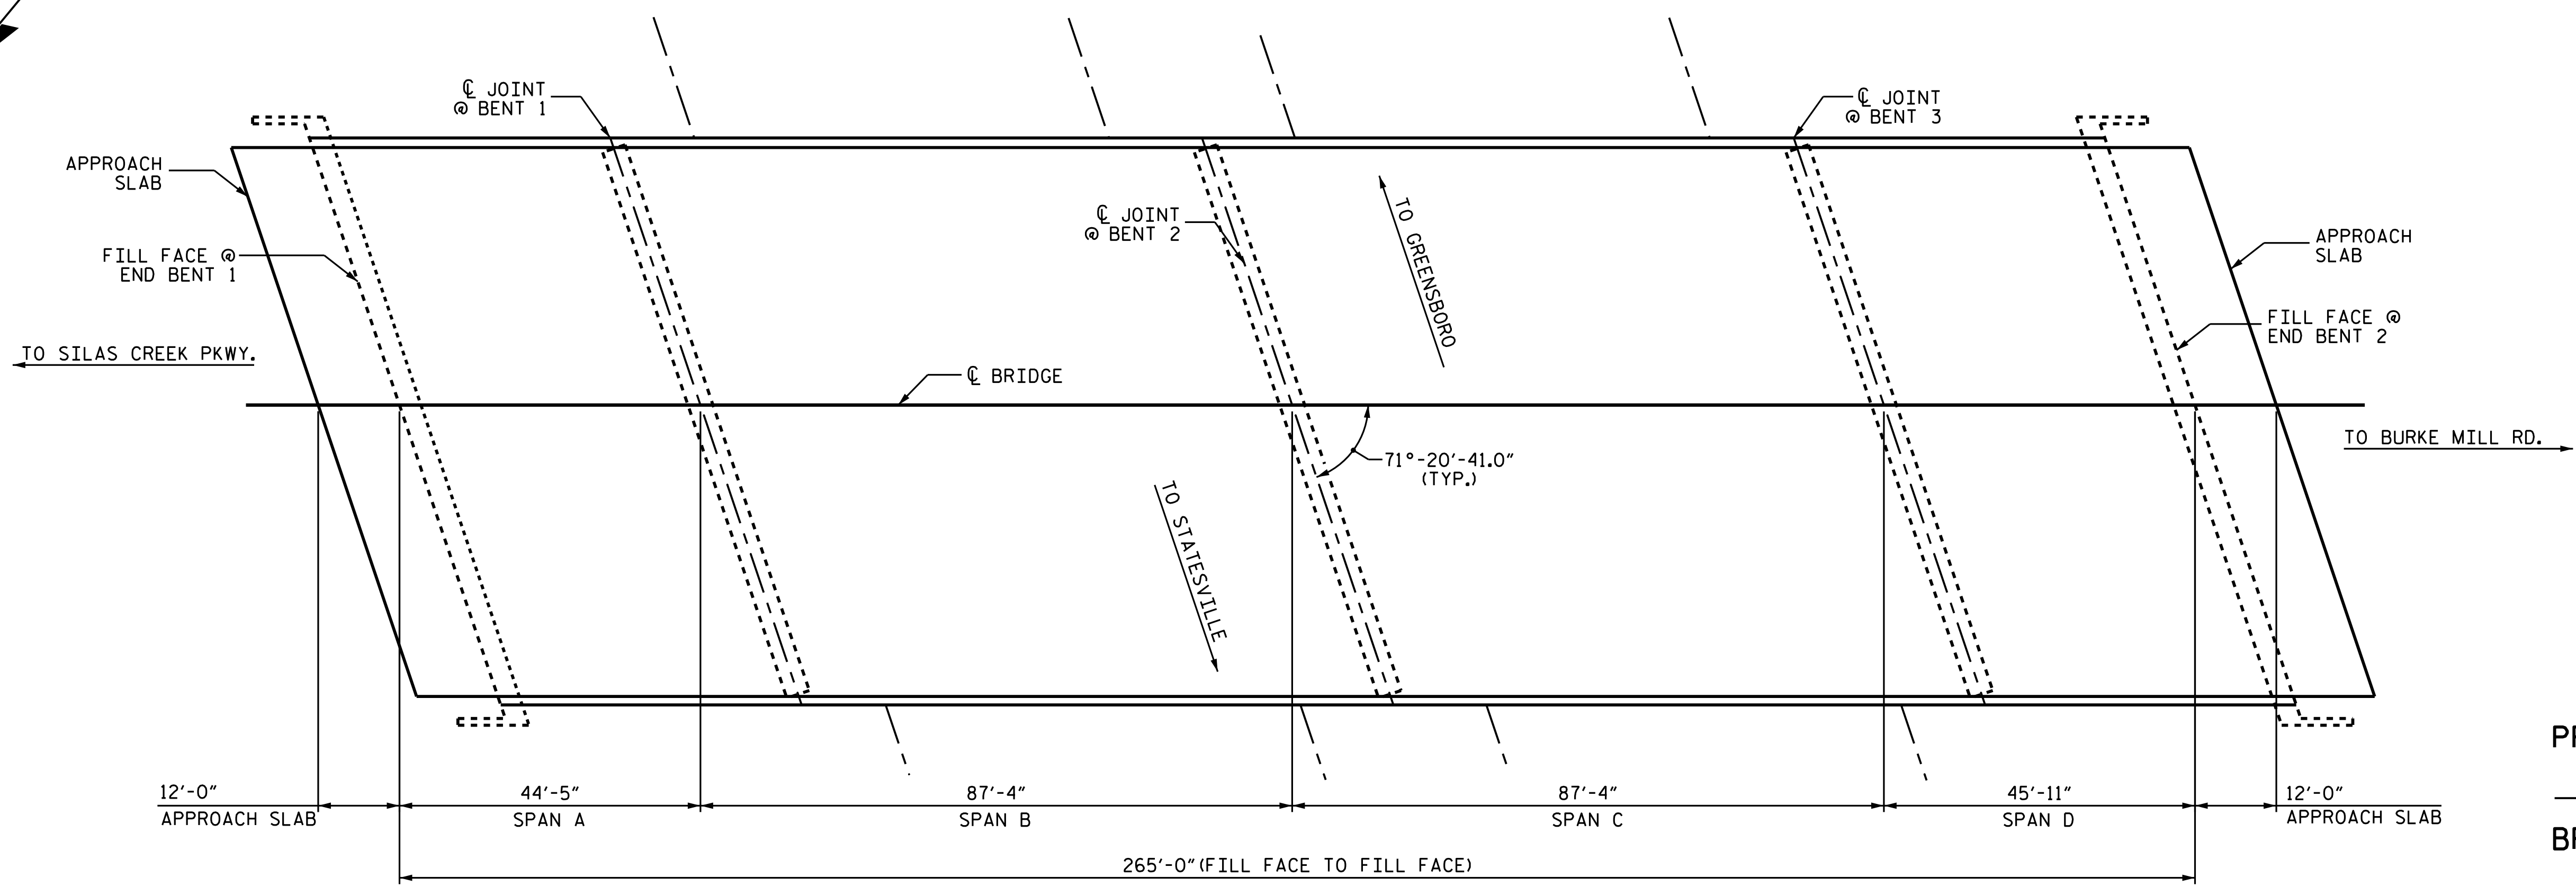 ℄ JOINT
@ BENT 1
℄ JOINT
@ BENT 3
APPROACH
SLAB
℄ JOINT
@ BENT 2
TO GREENSBORO
FILL FACE @
END BENT 1
APPROACH
SLAB
FILL FACE @
END BENT 2
TO SILAS CREEK PKWY.
℄ BRIDGE
TO BURKE MILL RD.
71°-20'-41.0"
(TYP.)
TO STATESVILLE
12'-0"
APPROACH SLAB
44'-5"
SPAN A
87'-4"
SPAN B
87'-4"
SPAN C
45'-11"
SPAN D
12'-0"
APPROACH SLAB
265'-0" (FILL FACE TO FILL FACE)